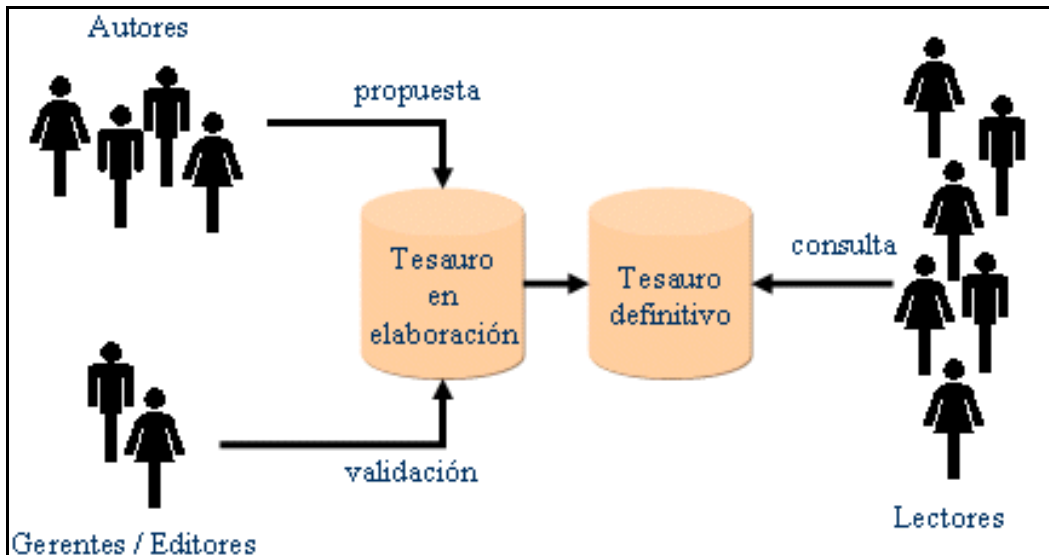 Autores
propuesta
Tesauro
en
elaboración
Tesauro
definitivo
consulta
validación
Gerentes / Editores
Lectores